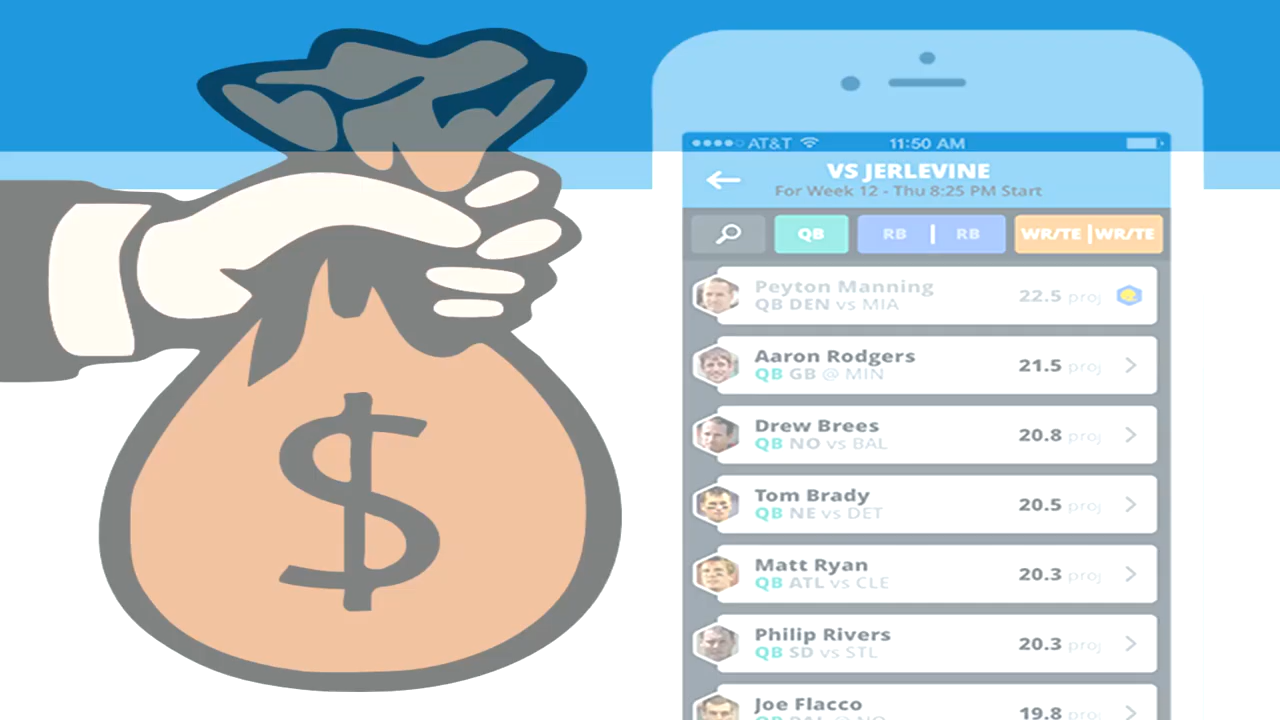 $
AT&T 11:50 AM
VS JERLEVINE
For Week 12 - Thu 8:25 PM Start
QB RB | RB WR/TE | WR/TE
Peyton Manning
QB DEN vs MIA
22.5 proj
Aaron Rodgers
QB GB @ MIN
21.5 proj
Drew Brees
QB NO vs BAL
20.8 proj
Tom Brady
QB NE vs DET
20.5 proj
Matt Ryan
QB ATL vs CLE
20.3 proj
Philip Rivers
QB SD vs STL
20.3 proj
Joe Flacco
19.8 proj